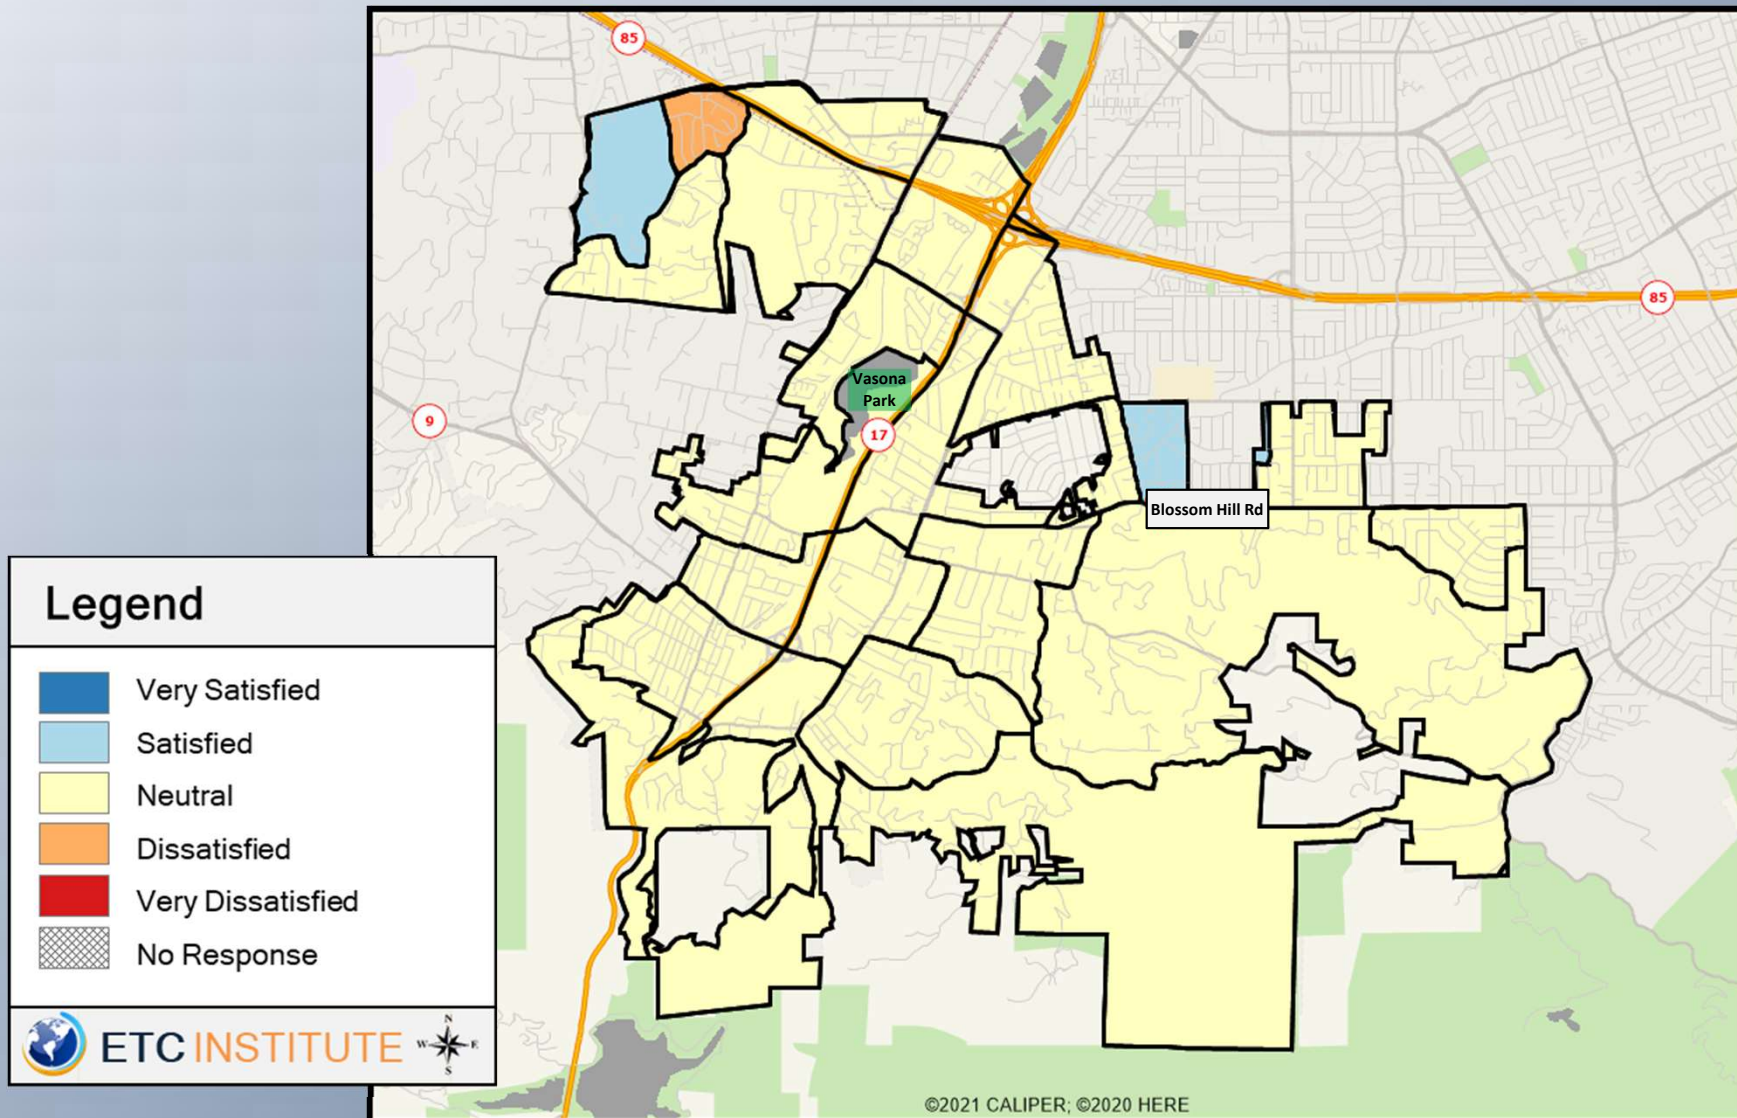 85
85
Vasona
Park
9
17
Blossom Hill Rd
Legend
Very Satisfied
Satisfied
Neutral
Dissatisfied
Very Dissatisfied
No Response
ETC INSTITUTE
N
W E
S
©2021 CALIPER; ©2020 HERE